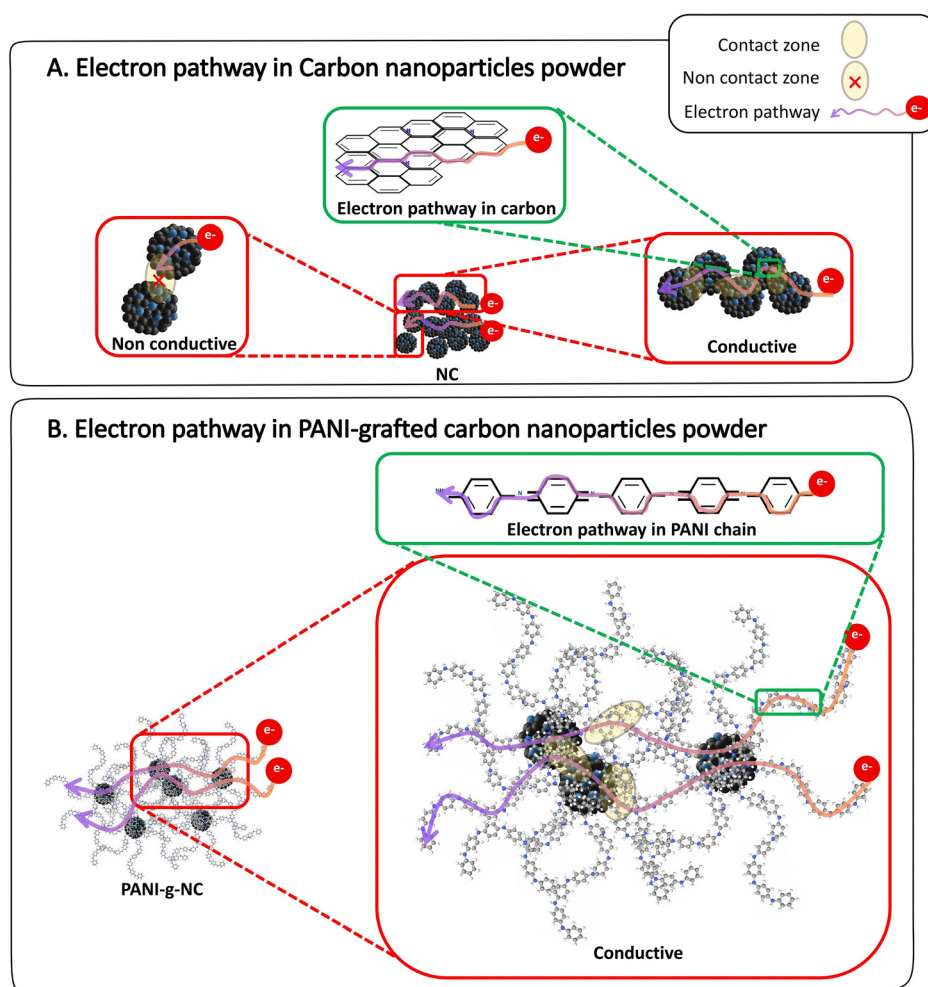 Contact zone
Non contact zone
Electron pathway
e-
A. Electron pathway in Carbon nanoparticles powder
N
N
N
N
e-
Electron pathway in carbon
e-
Non conductive
e-
e-
NC
e-
Conductive
B. Electron pathway in PANI-grafted carbon nanoparticles powder
NH
N
N
N
N
e-
Electron pathway in PANI chain
e-
e-
PANI-g-NC
e-
e-
Conductive